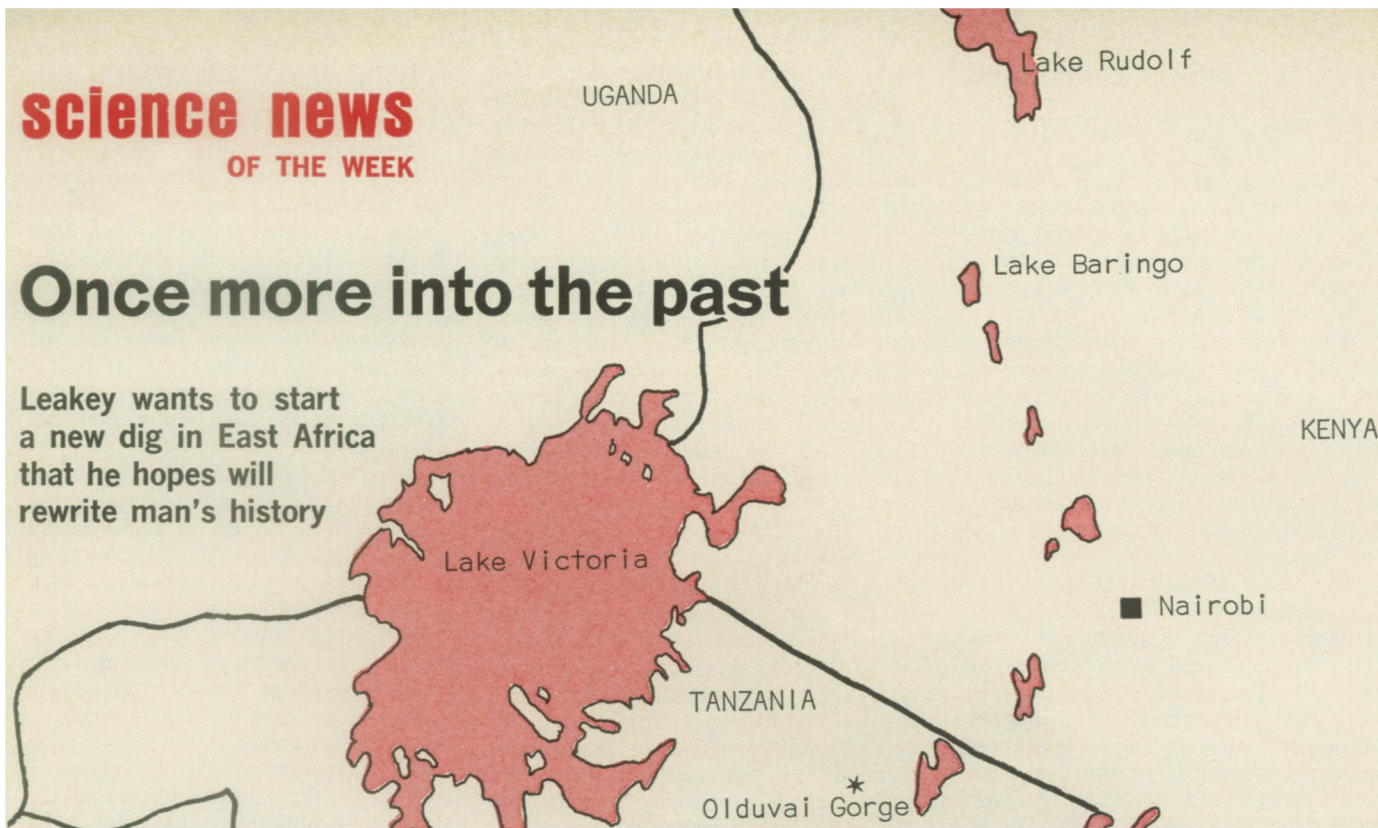 science news
OF THE WEEK
Once more into the past
Leakey wants to start
a new dig in East Africa
that he hopes will
rewrite man's history
UGANDA
Lake Rudolf
Lake Baringo
KENYA
Lake Victoria
Nairobi
TANZANIA
Olduvai Gorge